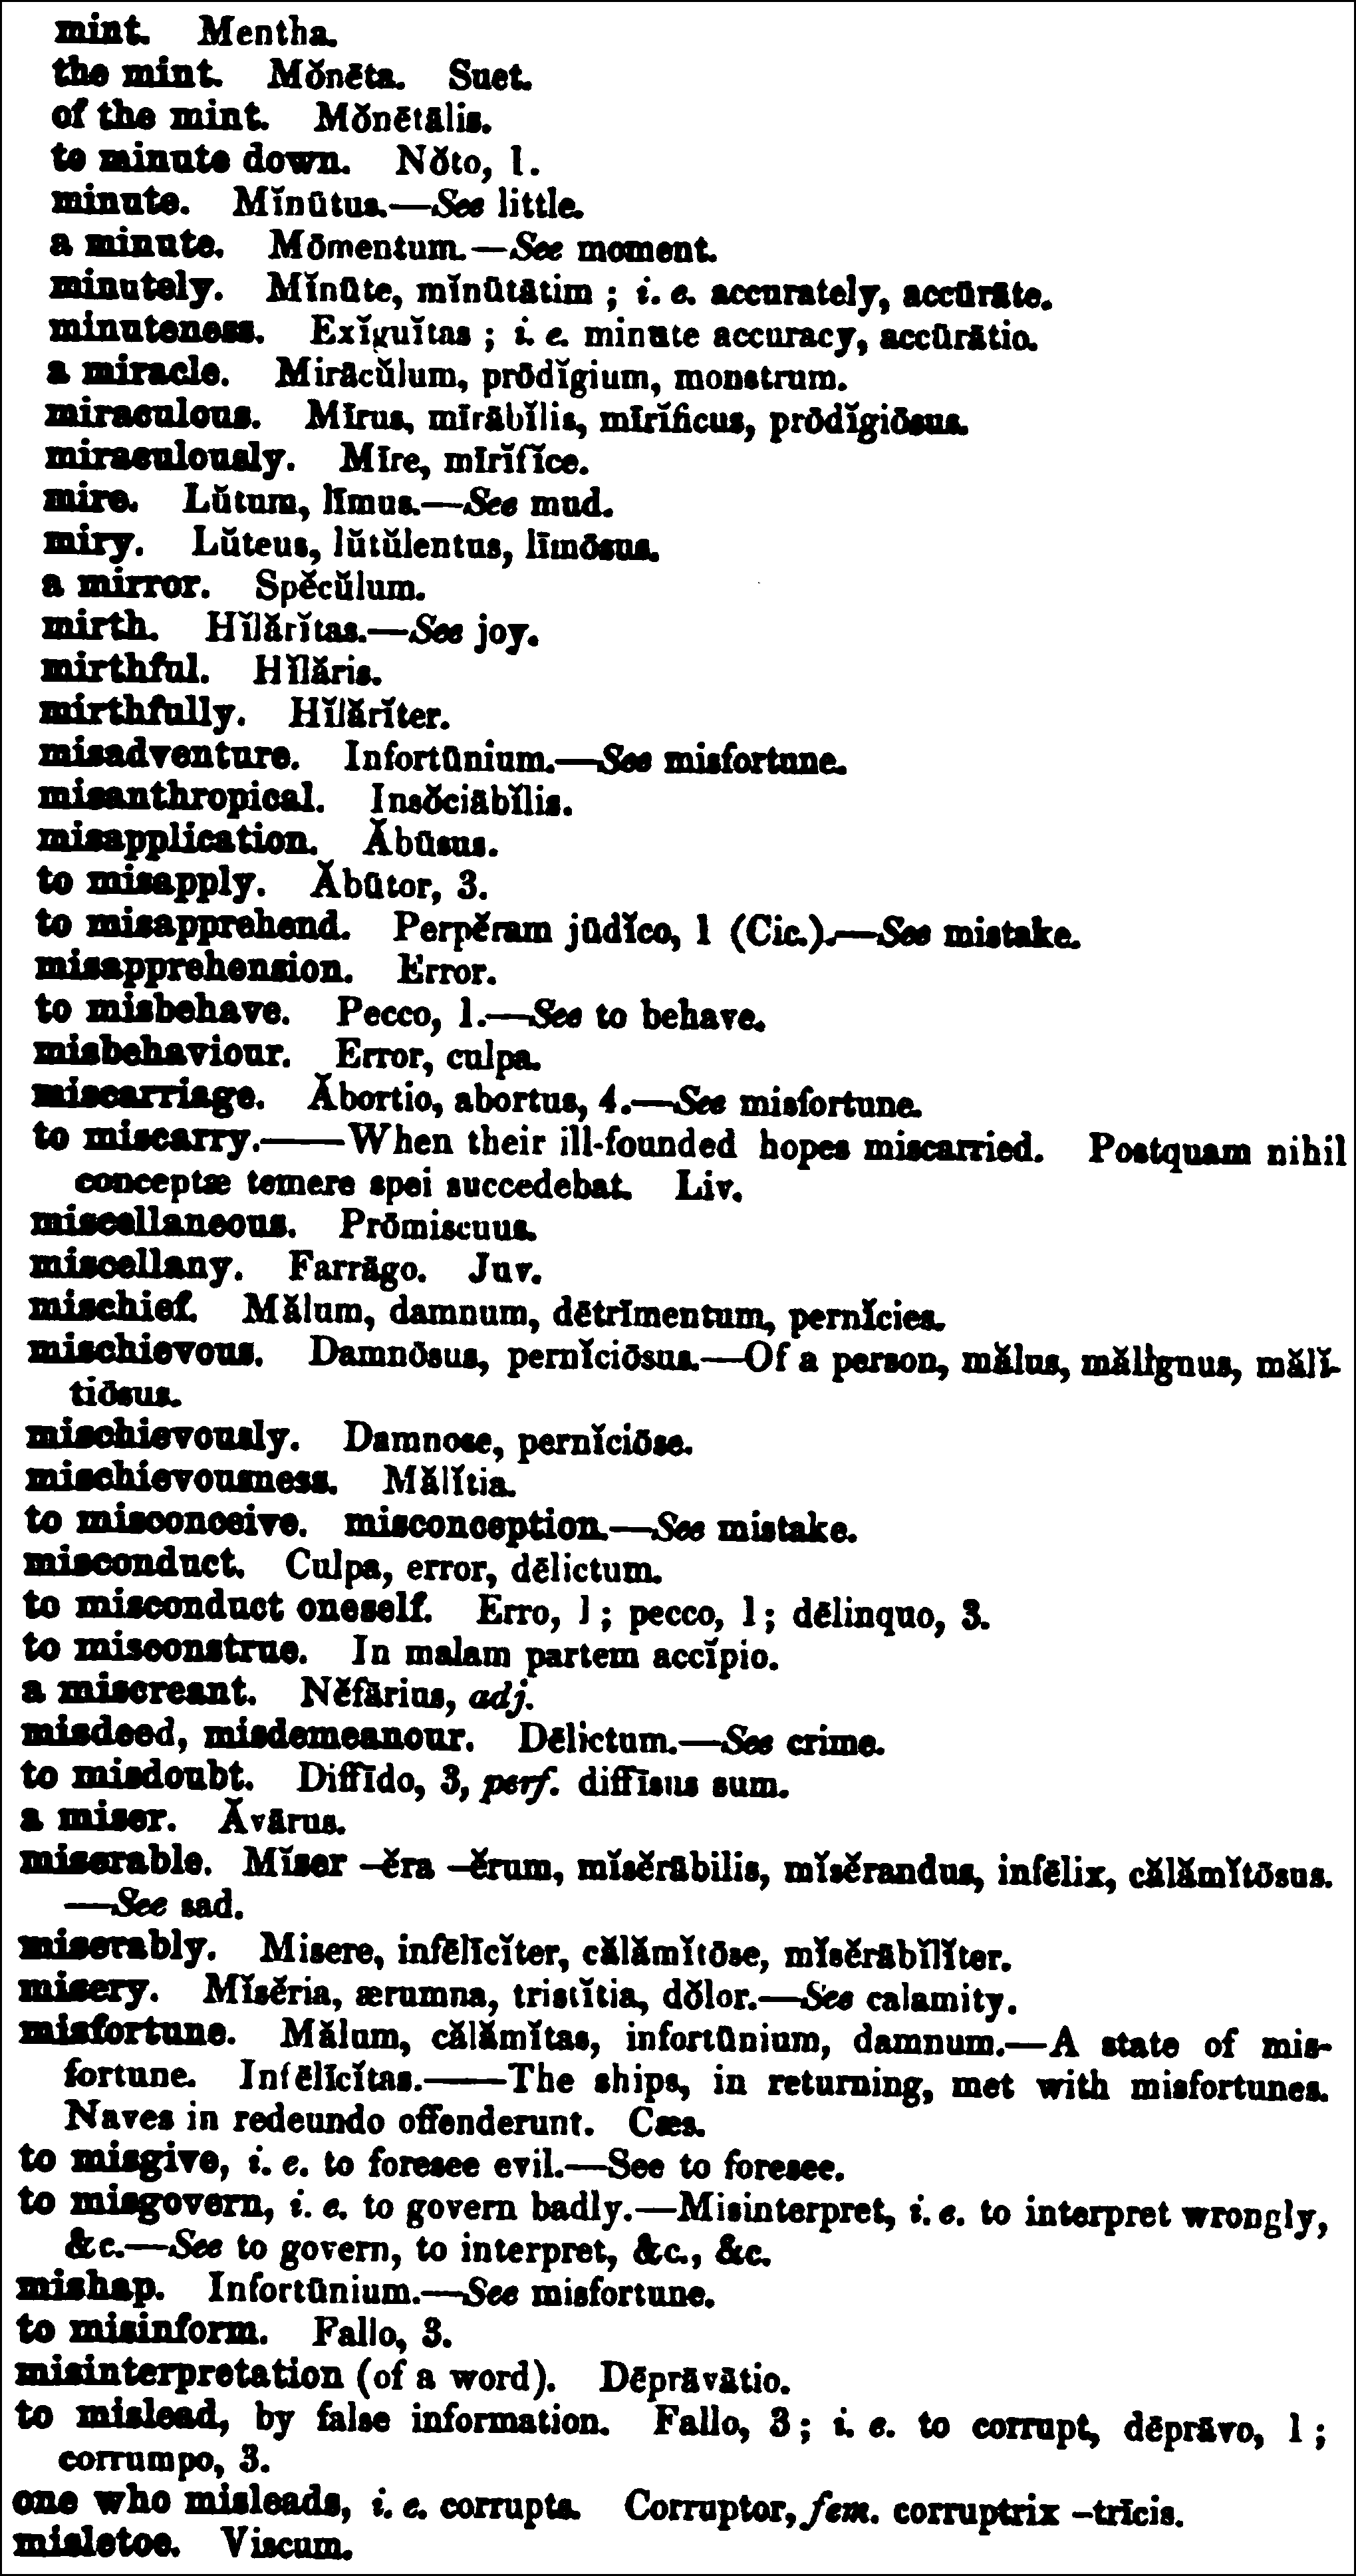 mint. Mentha.
the mint. Mŏnēta. Suet.
of the mint. Mŏnētālis.
to minute down. Nŏto, 1.
minute. Mĭnūtus.—See little.
a minute. Mōmentum.—See moment.
minutely. Mĭnūte, mĭnūtātim ; i. e. accurately, accūrāte.
minuteness. Exĭguĭtas ; i. e. minute accuracy, accūrātio.
a miracle. Mirācŭlum, prōdĭgium, monstrum.
miraculous. Mīrus, mīrābĭlis, mīrĭficus, prōdĭgiōsus.
miraculously. Mīre, mīrĭfĭce.
mire. Lŭtum, līmus.—See mud.
miry. Lŭteus, lŭtŭlentus, līmōsus.
a mirror. Spĕcŭlum.
mirth. Hĭlărĭtas.—See joy.
mirthful. Hĭlăris.
mirthfully. Hĭlărĭter.
misadventure. Infortūnium.—See misfortune.
misanthropical. Insŏciābĭlis.
misapplication. Ăbūsus.
to misapply. Ăbūtor, 3.
to misapprehend. Perpĕram jūdĭco, 1 (Cic.).—See mistake.
misapprehension. Error.
to misbehave. Pecco, 1.—See to behave.
misbehaviour. Error, culpa.
miscarriage. Ăbortio, abortus, 4.—See misfortune.
to miscarry.——When their ill-founded hopes miscarried. Postquam nihil
conceptæ temere spei succedebat. Liv.
miscellaneous. Prōmiscuus.
miscellany. Farrāgo. Juv.
mischief. Mălum, damnum, dētrīmentum, pernĭcies.
mischievous. Damnōsus, pernĭciōsus.—Of a person, mălus, mălignus, mălĭ-
tiōsus.
mischievously. Damnose, pernĭciōse.
mischievousness. Mălĭtia.
to misconceive. misconception.—See mistake.
misconduct. Culpa, error, dēlictum.
to misconduct oneself. Erro, 1 ; pecco, 1 ; dēlinquo, 3.
to misconstrue. In malam partem accĭpio.
a miscreant. Nĕfārius, adj.
misdeed, misdemeanour. Dēlictum.—See crime.
to misdoubt. Diffīdo, 3, perf. diffīsus sum.
a miser. Ăvārus.
miserable. Mĭser –ĕra –ĕrum, mĭsĕrābilis, mĭsĕrandus, infēlix, călămĭtōsus.
—See sad.
miserably. Misere, infēlīcĭter, călămĭtōse, mĭsĕrābĭlĭter.
misery. Mĭsĕria, ærumna, tristĭtia, dŏlor.—See calamity.
misfortune. Mălum, călămĭtas, infortūnium, damnum.—A state of mis-
fortune. Infēlīcĭtas.——The ships, in returning, met with misfortunes.
Naves in redeundo offenderunt. Cæs.
to misgive, i. e. to foresee evil.—See to foresee.
to misgovern, i. e. to govern badly.—Misinterpret, i. e. to interpret wrongly,
&c.—See to govern, to interpret, &c., &c.
mishap. Infortūnium.—See misfortune.
to misinform. Fallo, 3.
misinterpretation (of a word). Dēprāvātio.
to mislead, by false information. Fallo, 3 ; i. e. to corrupt, dēprāvo, 1 ;
corrumpo, 3.
one who misleads, i. e. corrupts. Corruptor, fem. corruptrix –trīcis.
misletoe. Viscum.